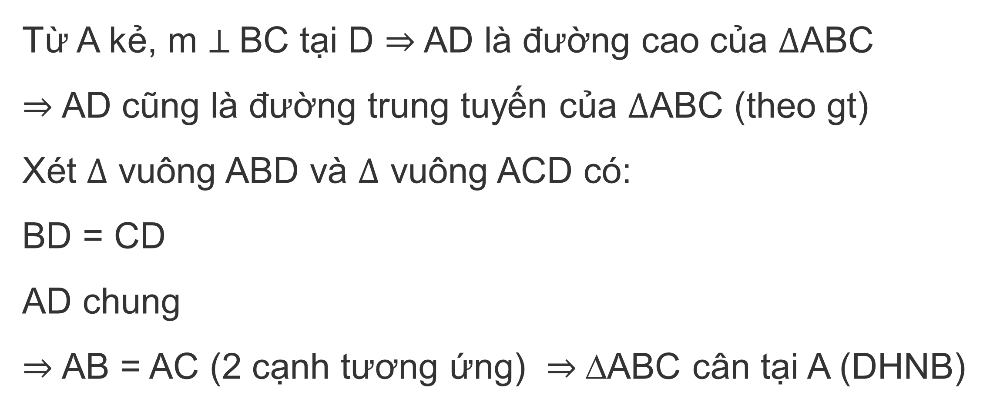 Từ A kẻ, m ⊥ BC tại D ⇒ AD là đường cao của ΔABC
⇒ AD cũng là đường trung tuyến của ΔABC (theo gt)
Xét Δ vuông ABD và Δ vuông ACD có:
BD = CD
AD chung
⇒ AB = AC (2 cạnh tương ứng) ⇒ ΔABC cân tại A (DHNB)